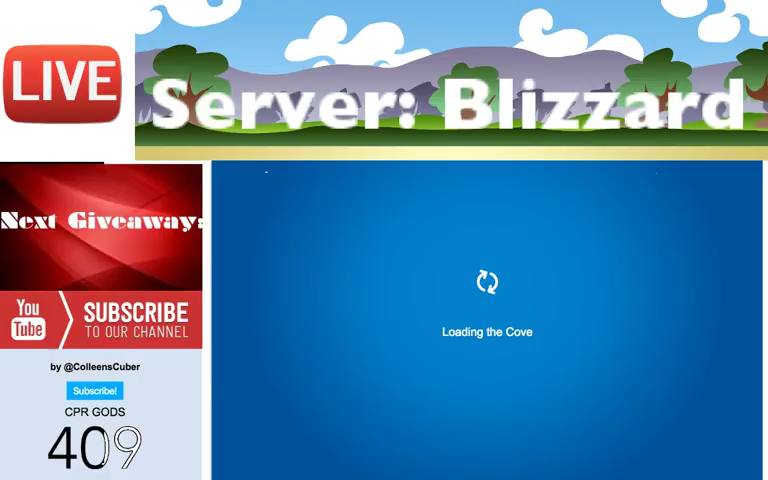 LIVE
Server: Blizzard
Next Giveaway:
You
Tube
SUBSCRIBE
TO OUR CHANNEL
by @ColleensCuber
Subscribe!
CPR GODS
409
Loading the Cove